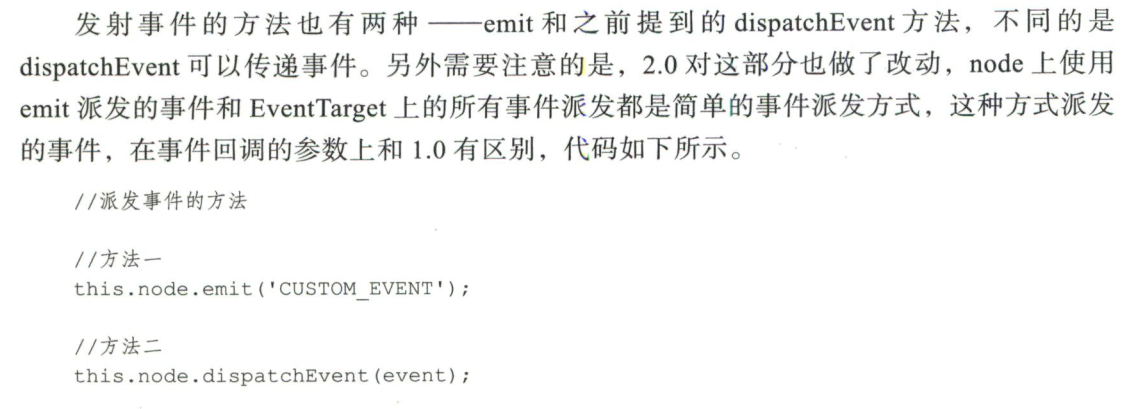 发射事件的方法也有两种——emit 和之前提到的 dispatchEvent 方法，不同的是
dispatchEvent 可以传递事件。另外需要注意的是，2.0 对这部分也做了改动，node 上使用
emit 派发的事件和 EventTarget 上的所有事件派发都是简单的事件派发方式，这种方式派发
的事件，在事件回调的参数上和 1.0 有区别，代码如下所示。
//派发事件的方法
//方法一
this.node.emit('CUSTOM_EVENT');
//方法二
this.node.dispatchEvent(event);